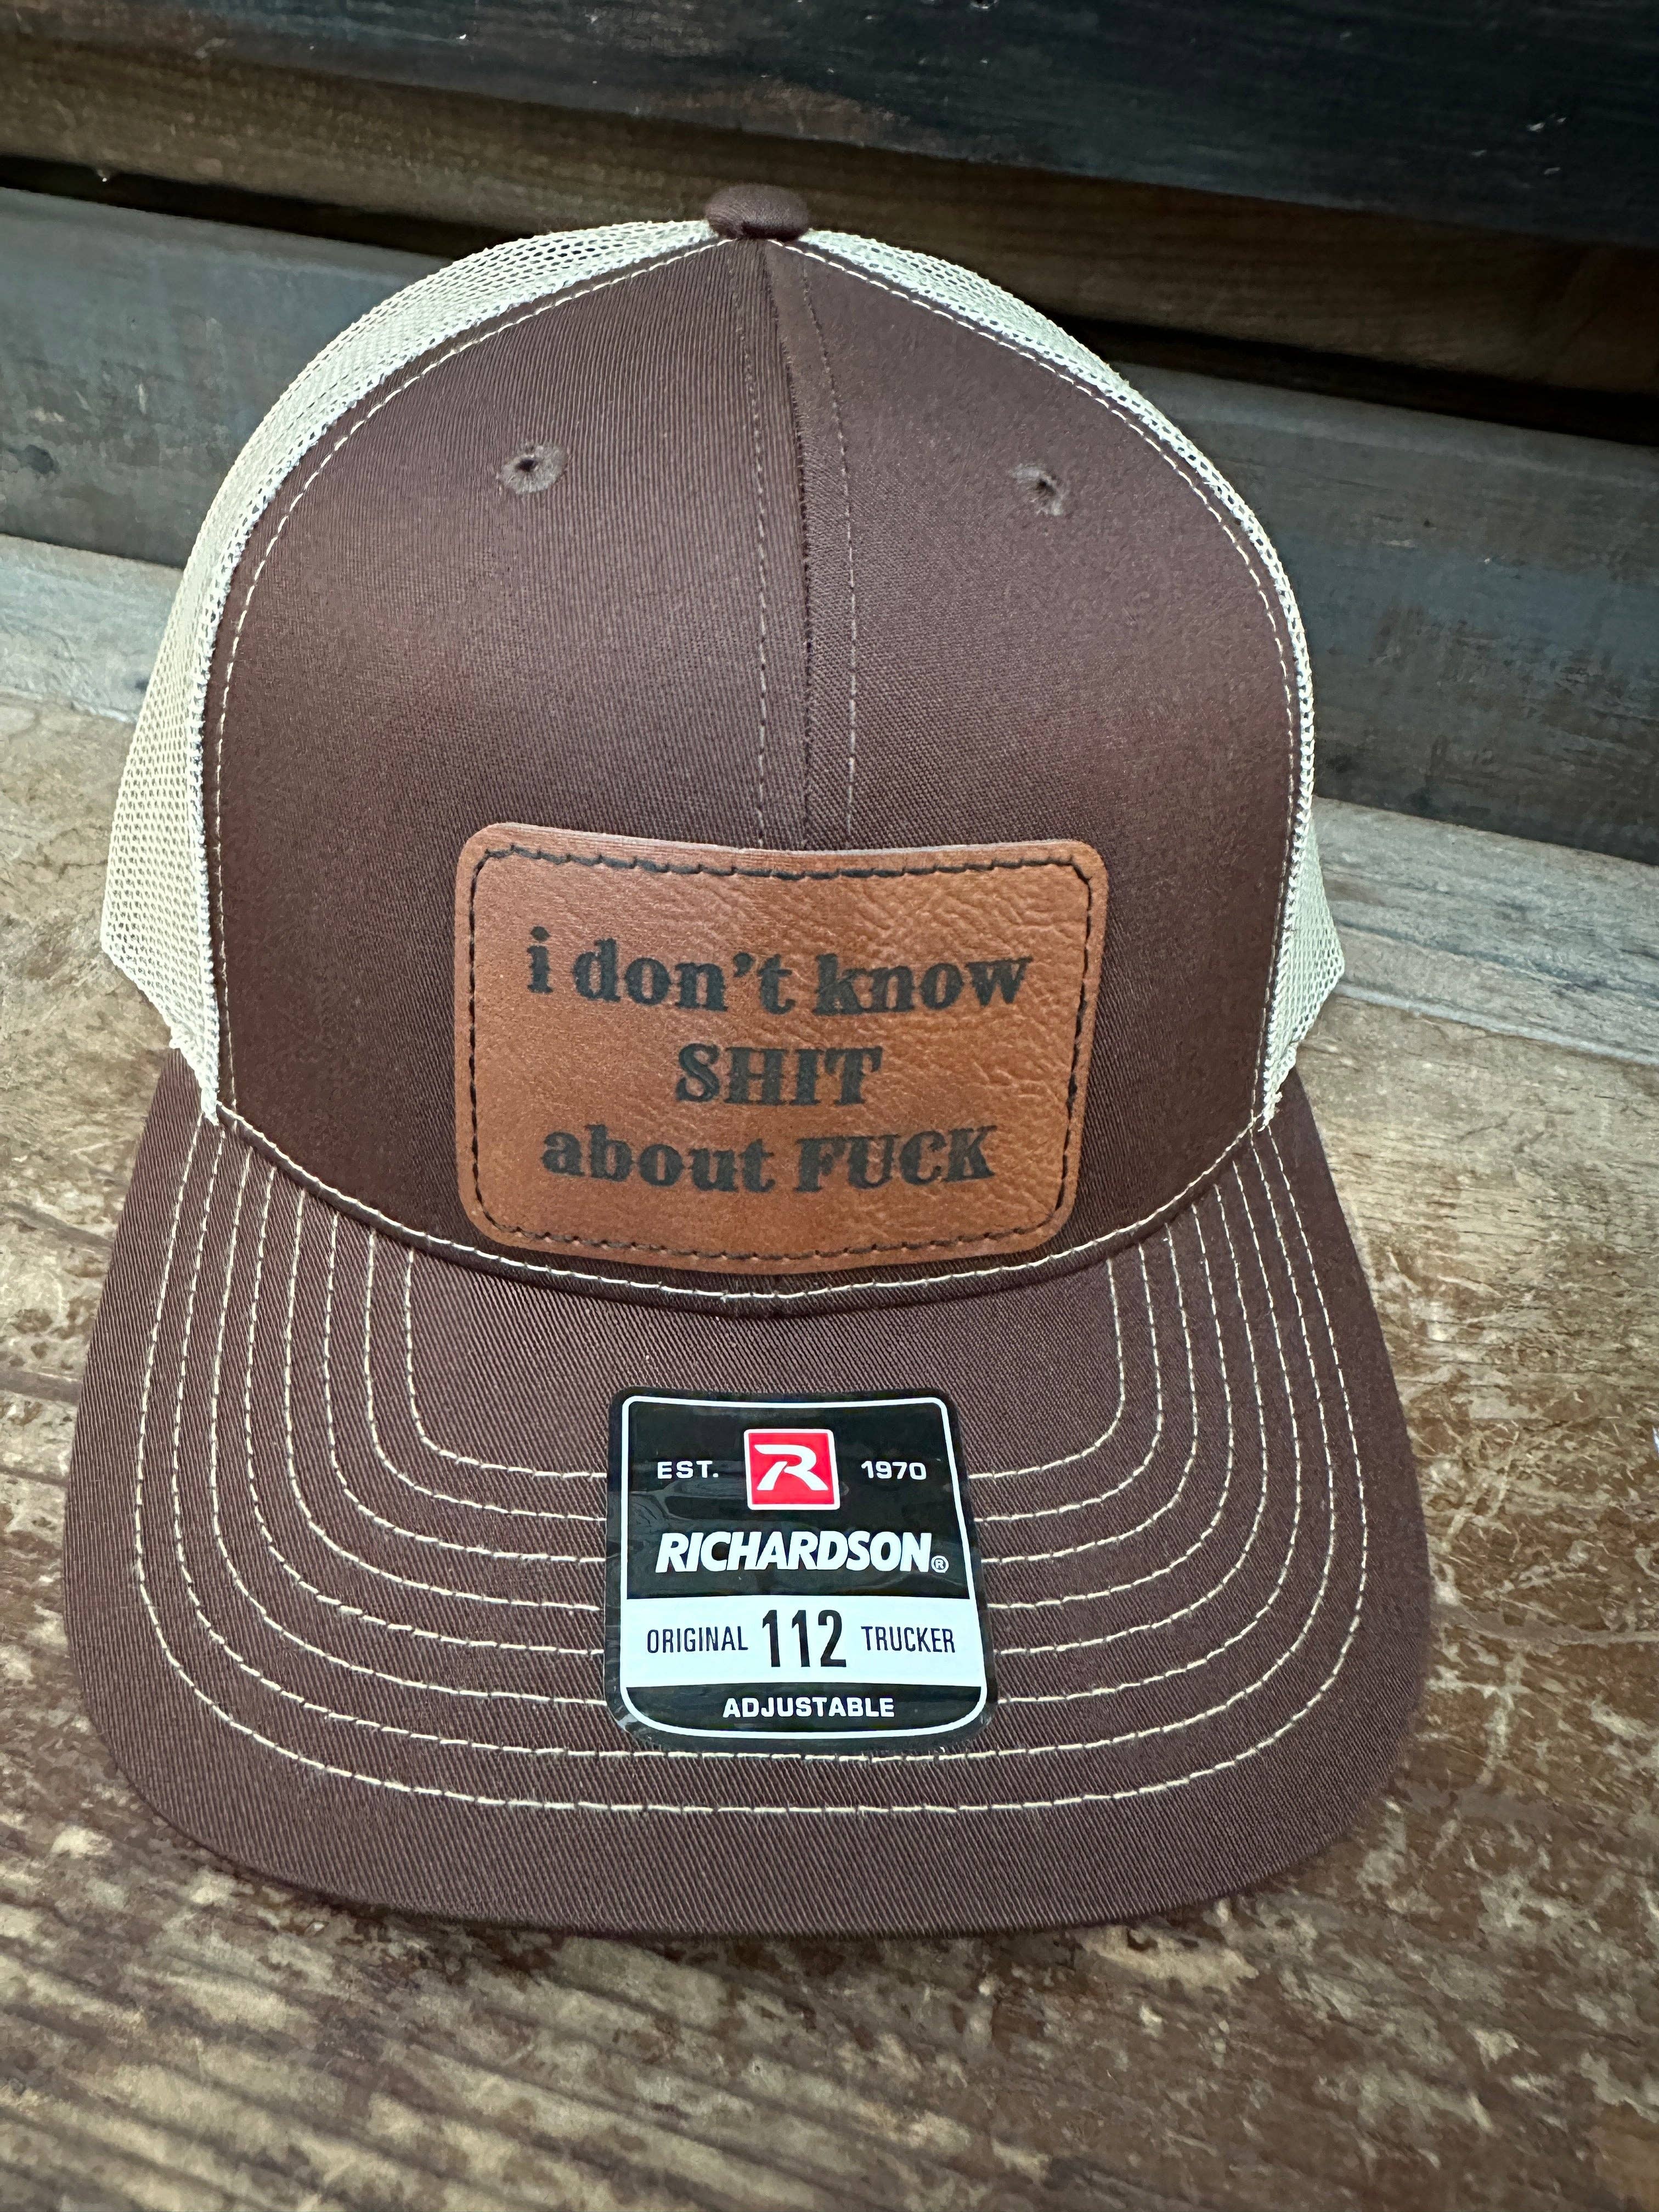 i don't know
SHIT
about FUCK
EST. R 1970
RICHARDSON®
ORIGINAL 112 TRUCKER
ADJUSTABLE